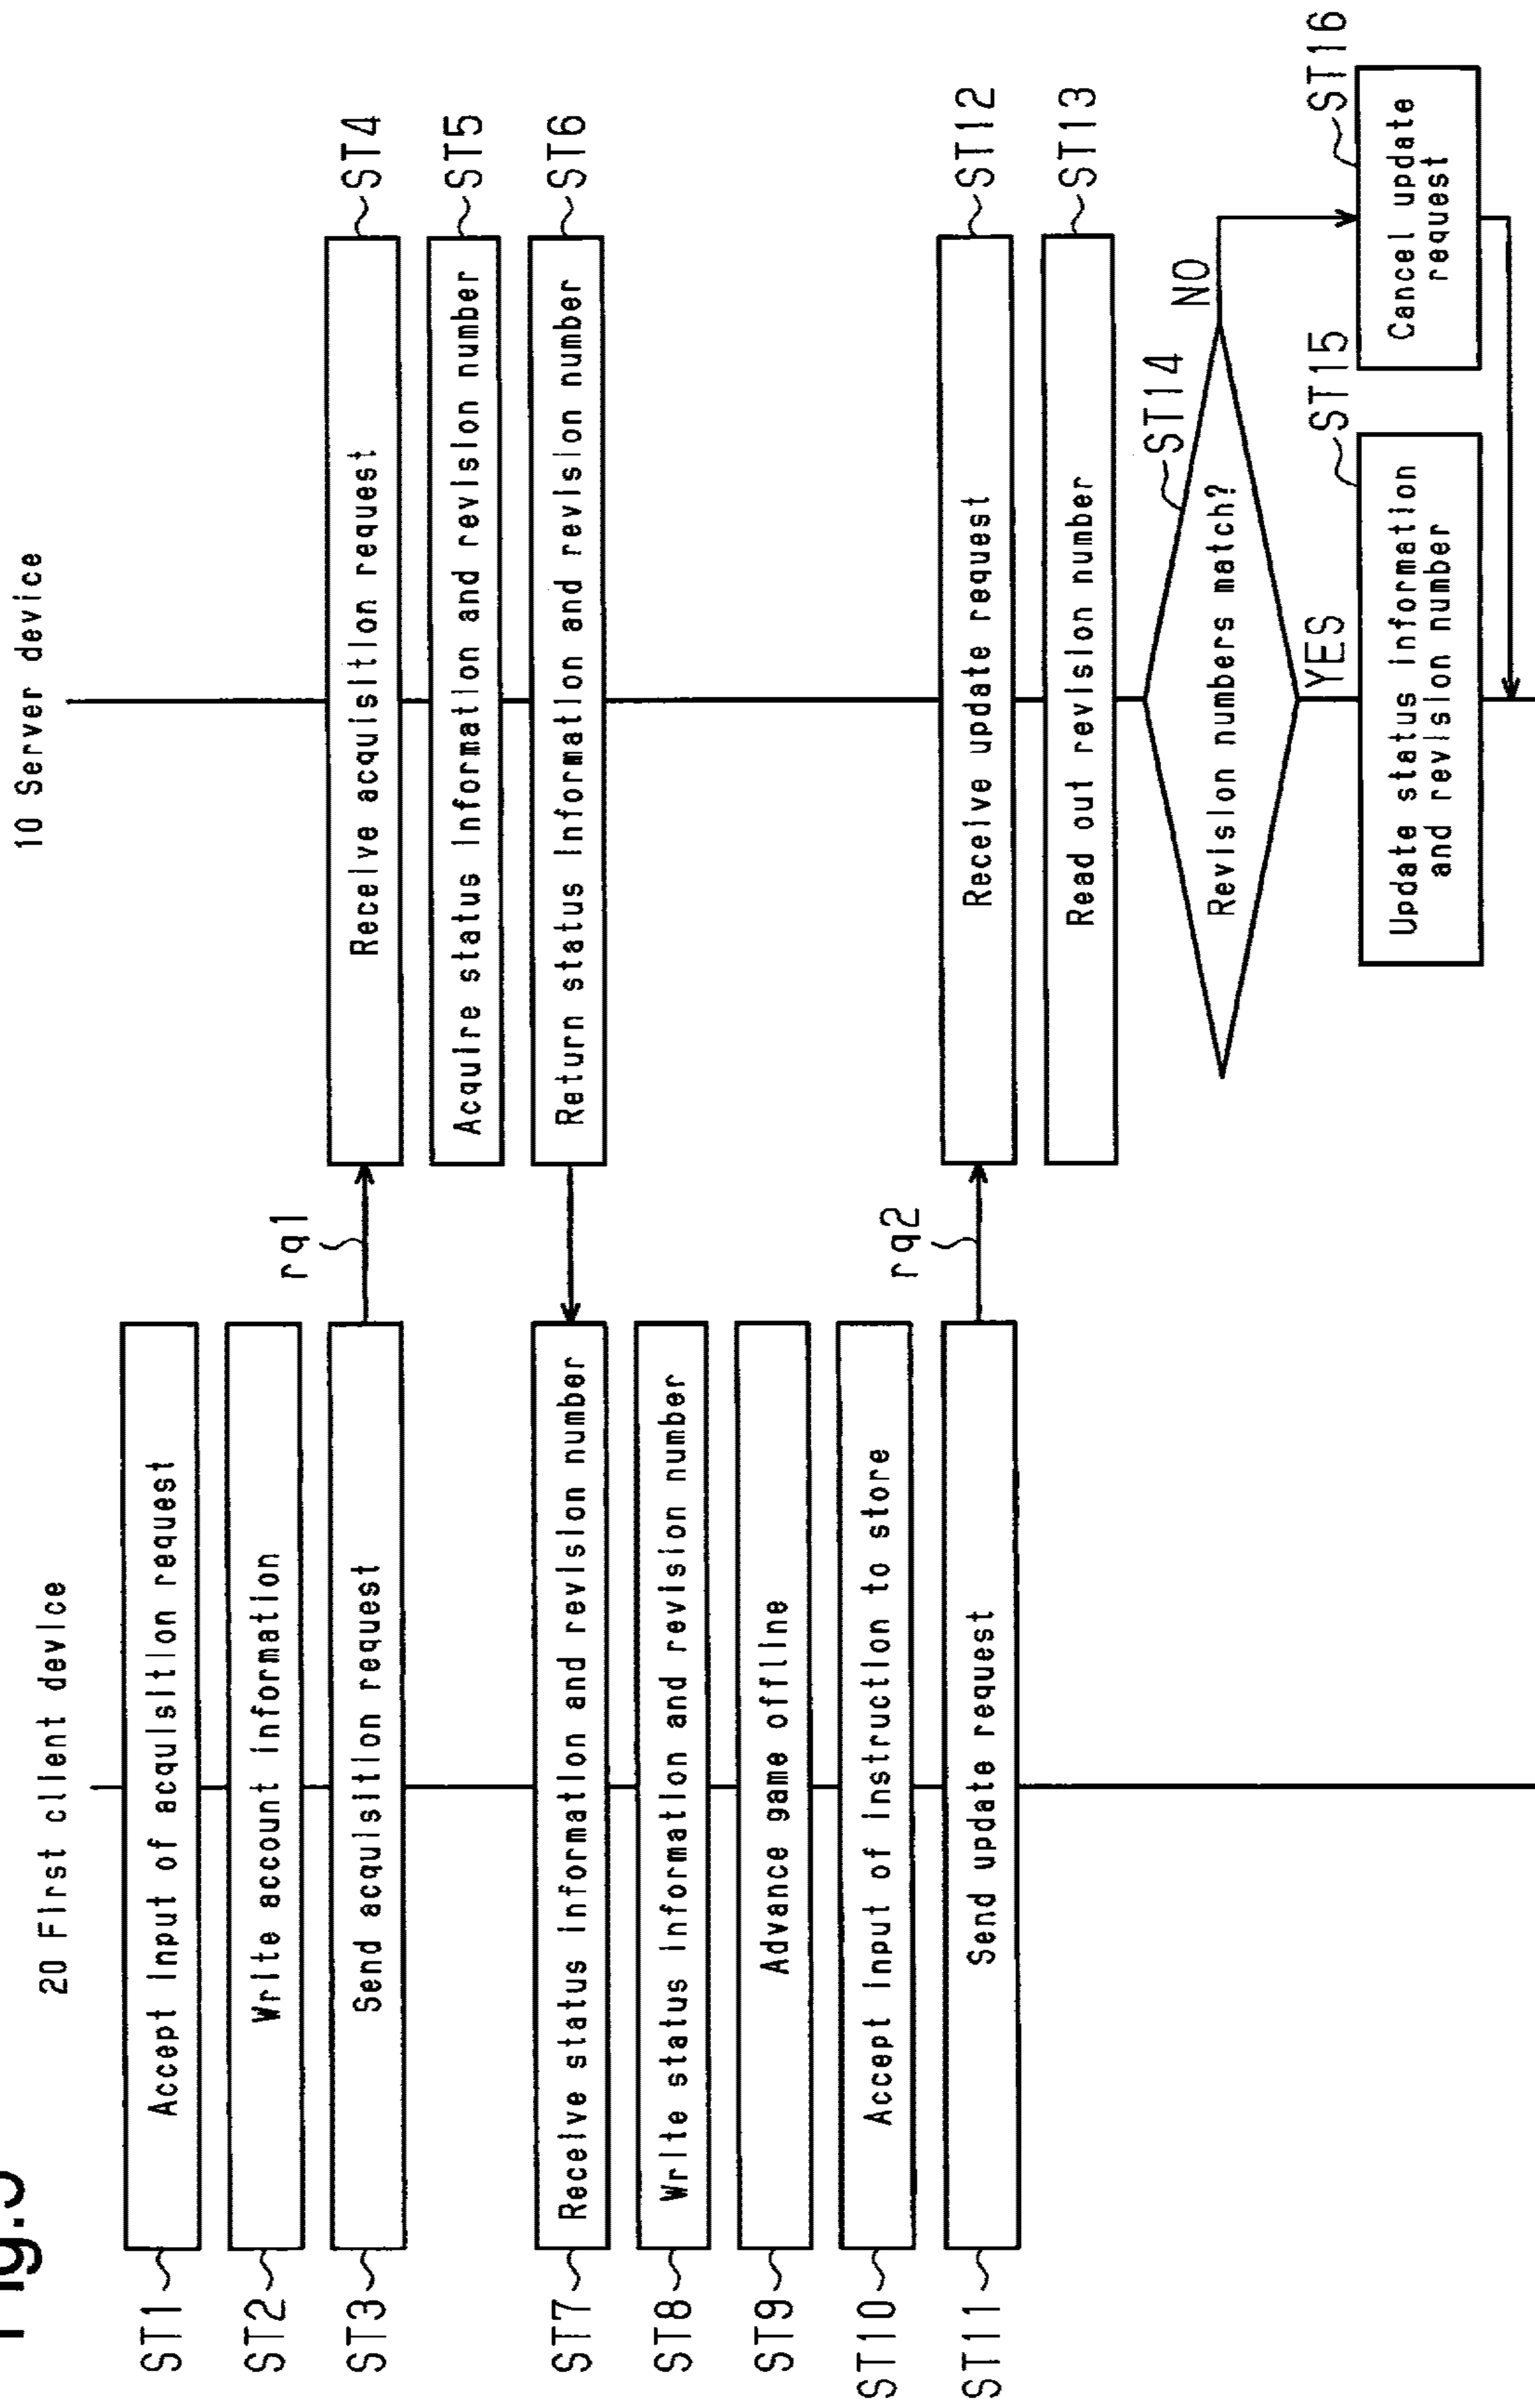 20 First client device
ST1
Accept input of acquisition request
ST2
Write account information
ST3
Send acquisition request
rq1
ST7
Receive status information and revision number
ST8
Write status information and revision number
ST9
Advance game offline
ST10
Accept input of instruction to store
ST11
Send update request
rq2
10 Server device
Receive acquisition request
ST4
Acquire status information and revision number
ST5
Return status information and revision number
ST6
Receive update request
ST12
Read out revision number
ST13
Revision numbers match?
ST14
NO
YES
Update status information
and revision number
ST15
Cancel update
request
ST16